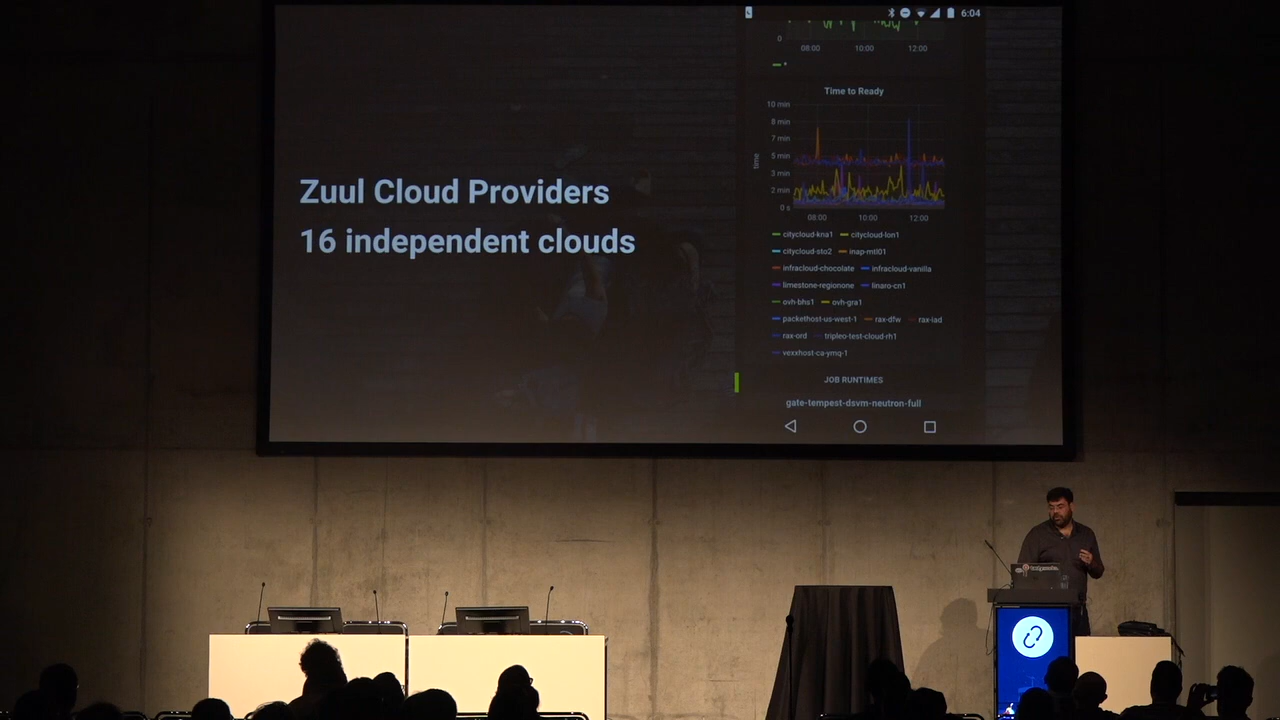 6:04
0
08:00 10:00 12:00
Zuul Cloud Providers
16 independent clouds
Time to Ready
10 min
8 min
7 min
5 min
3 min
2 min
0 s
time
08:00 10:00 12:00
citycloud-kna1 citycloud-lon1
citycloud-sto2 inap-mtl01
infracloud-chocolate infracloud-vanilla
limestone-regionone linaro-cn1
ovh-bhs1 ovh-gra1
packethost-us-west-1 rax-dfw rax-iad
rax-ord tripleo-test-cloud-rh1
vexxhost-ca-ymq-1
JOB RUNTIMES
gate-tempest-dsvm-neutron-full